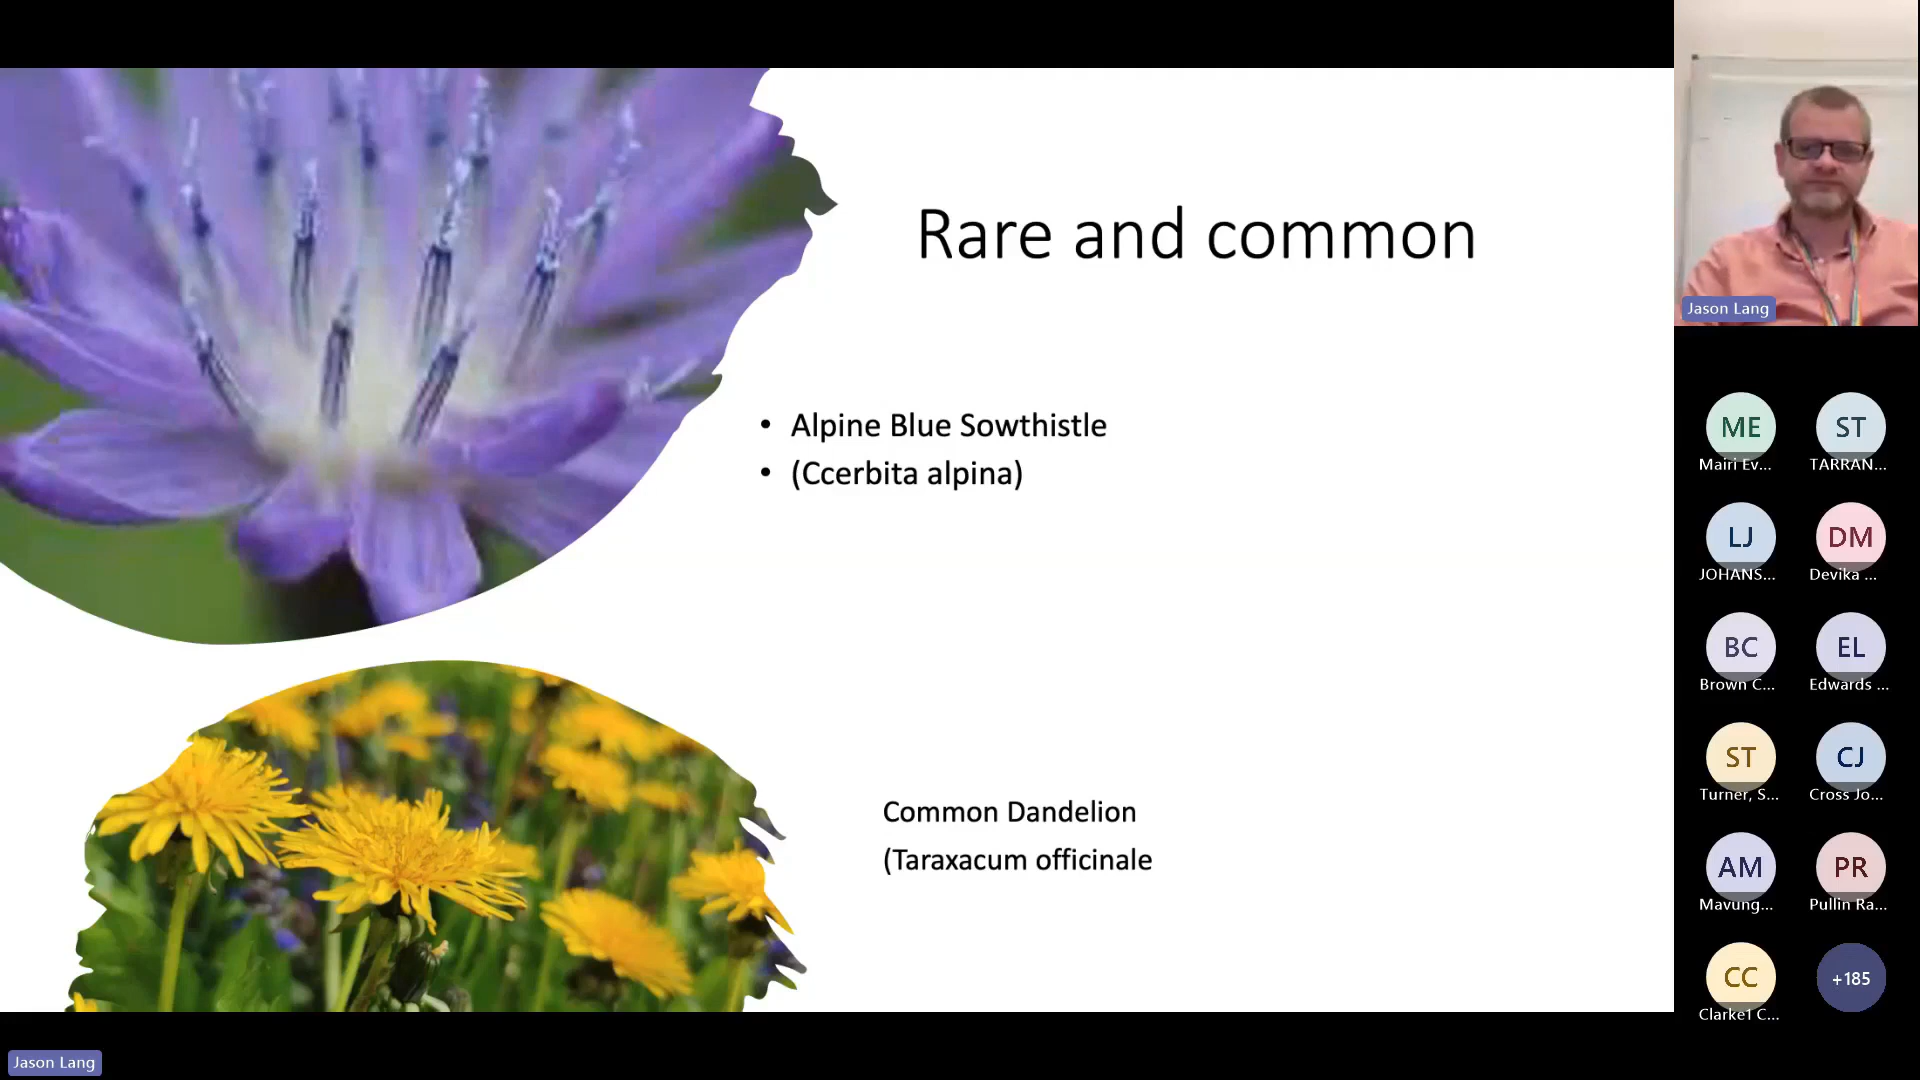 Rare and common
• Alpine Blue Sowthistle
• (Ccerbita alpina)
Common Dandelion
(Taraxacum officinale
Jason Lang
ME
ST
Mairi Ev...
TARRAN...
LJ
DM
JOHANS...
Devika ...
BC
EL
Brown C...
Edwards ...
ST
CJ
Turner, S...
Cross Jo...
AM
PR
Mavung...
Pullin Ra...
CC
+185
Clarke1 C...
Jason Lang